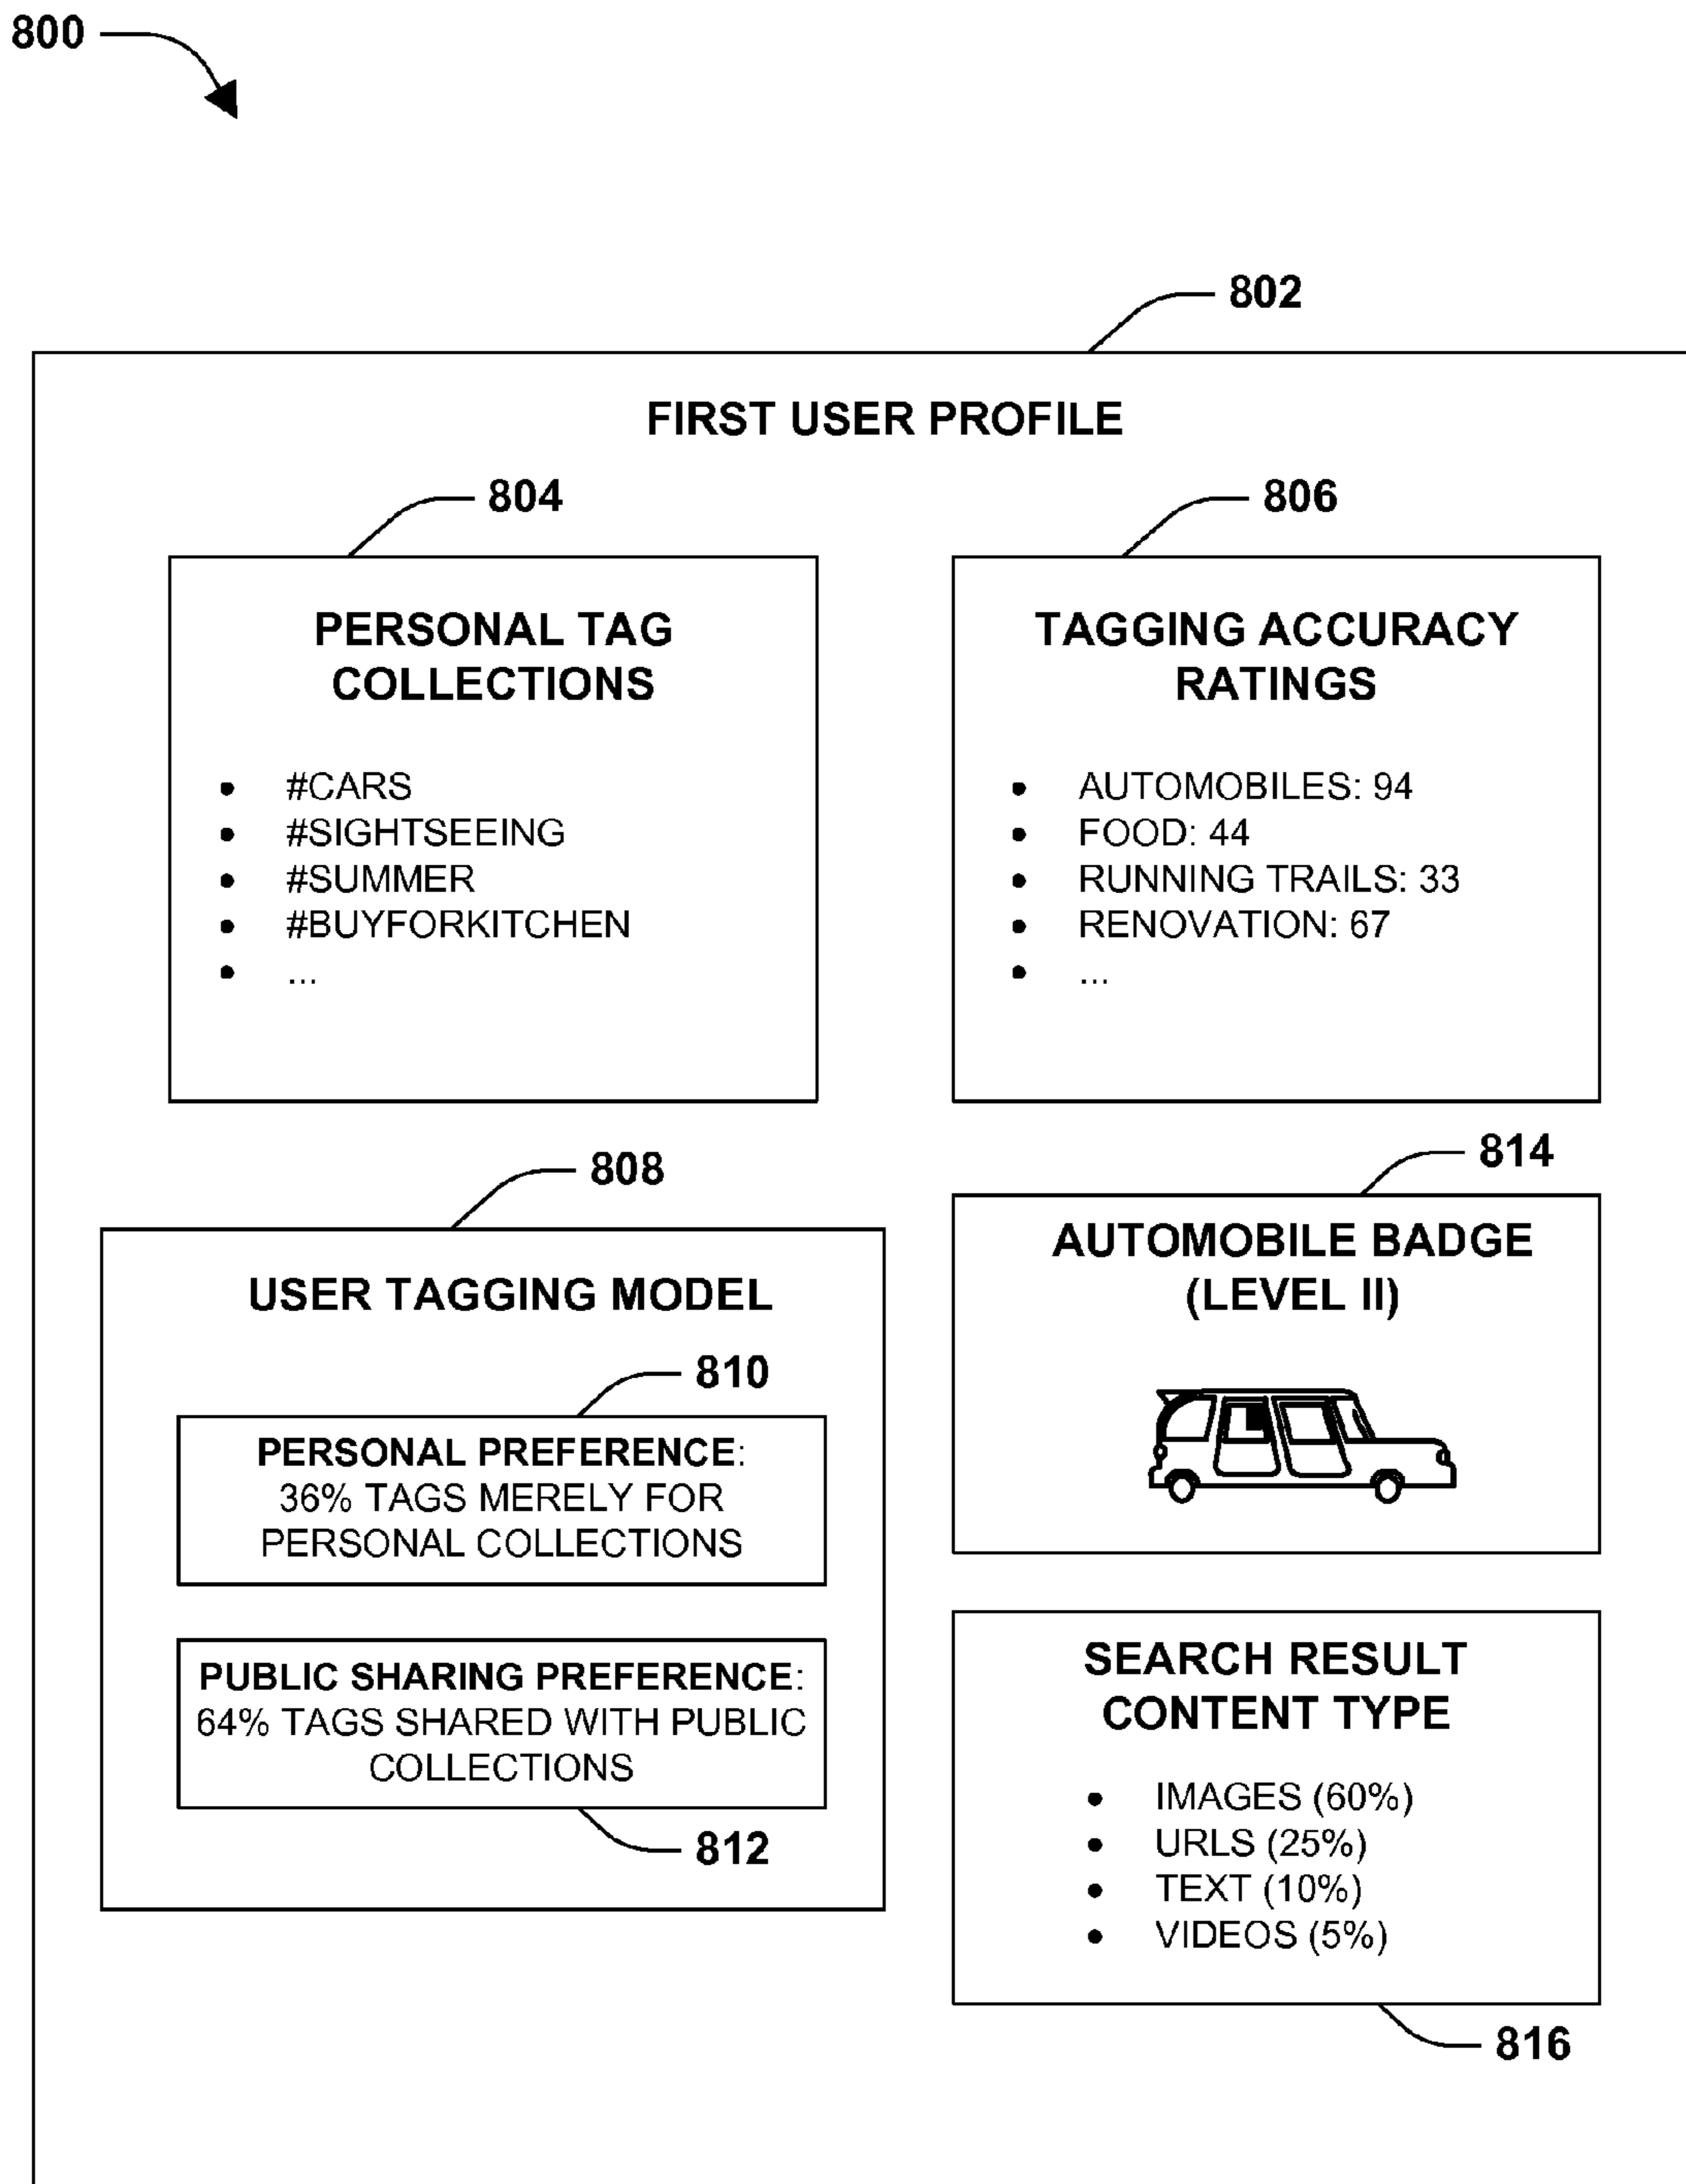 800
802
FIRST USER PROFILE
804
PERSONAL TAG
COLLECTIONS
• #CARS
• #SIGHTSEEING
• #SUMMER
• #BUYFORKITCHEN
• ...
806
TAGGING ACCURACY
RATINGS
• AUTOMOBILES: 94
• FOOD: 44
• RUNNING TRAILS: 33
• RENOVATION: 67
• ...
808
USER TAGGING MODEL
810
PERSONAL PREFERENCE:
36% TAGS MERELY FOR
PERSONAL COLLECTIONS
PUBLIC SHARING PREFERENCE:
64% TAGS SHARED WITH PUBLIC
COLLECTIONS
812
814
AUTOMOBILE BADGE
(LEVEL II)
SEARCH RESULT
CONTENT TYPE
• IMAGES (60%)
• URLS (25%)
• TEXT (10%)
• VIDEOS (5%)
816